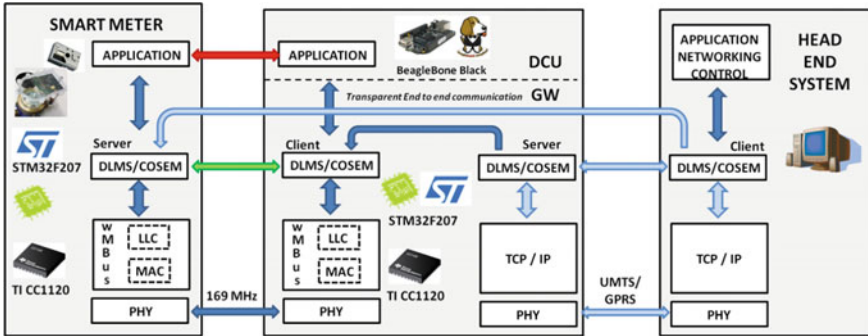 SMART METER
APPLICATION
Server
STM32F207
DLMS/COSEM
wMBus
LLC
MAC
TI CC1120
PHY
169 MHz
APPLICATION
BeagleBone Black
DCU
Transparent End to end communication
GW
Client
DLMS/COSEM
STM32F207
wMBus
LLC
MAC
TI CC1120
PHY
Server
DLMS/COSEM
TCP / IP
PHY
UMTS/
GPRS
APPLICATION
NETWORKING
CONTROL
HEAD
END
SYSTEM
Client
DLMS/COSEM
TCP / IP
PHY